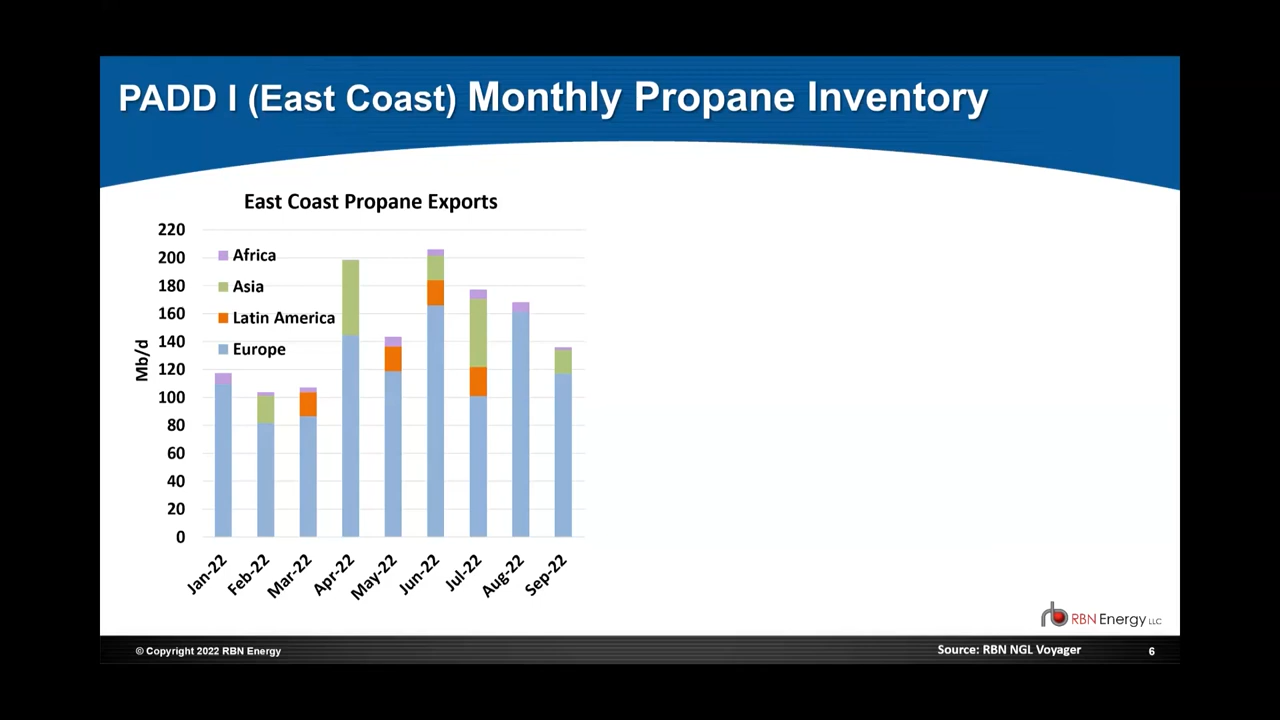 PADD I (East Coast) Monthly Propane Inventory
East Coast Propane Exports
220
200
180
160
140
120
100
80
60
40
20
0
Mb/d
Africa
Asia
Latin America
Europe
Jan-22
Feb-22
Mar-22
Apr-22
May-22
Jun-22
Jul-22
Aug-22
Sep-22
RBN Energy LLC
© Copyright 2022 RBN Energy
Source: RBN NGL Voyager
6